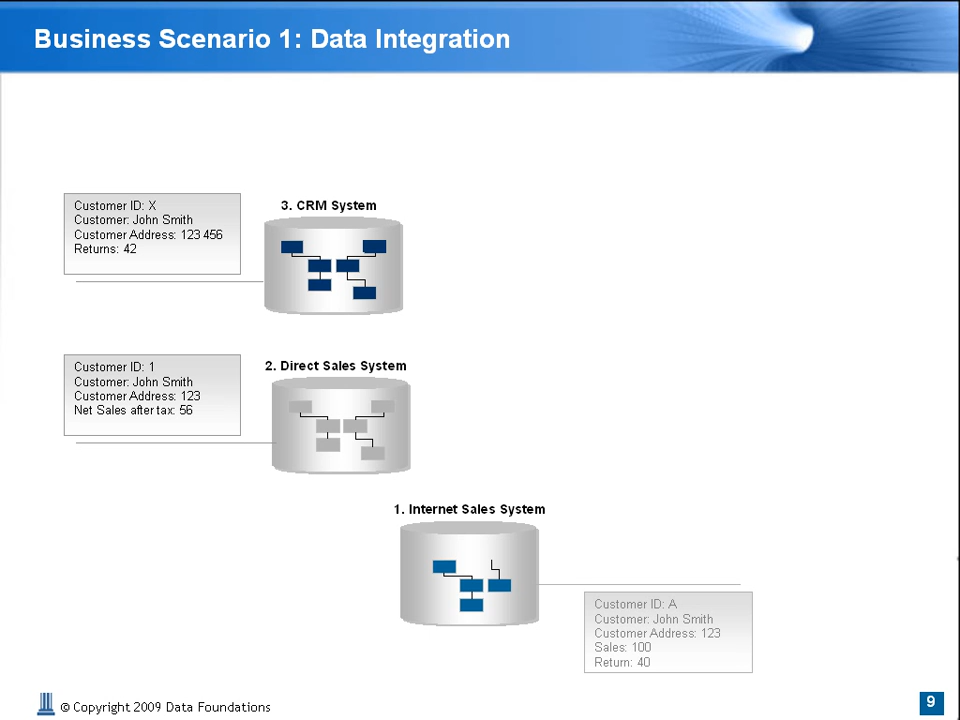 Business Scenario 1: Data Integration
Customer ID: X
Customer: John Smith
Customer Address: 123 456
Returns: 42
3. CRM System
Customer ID: 1
Customer: John Smith
Customer Address: 123
Net Sales after tax: 56
2. Direct Sales System
1. Internet Sales System
Customer ID: A
Customer: John Smith
Customer Address: 123
Sales: 100
Return: 40
© Copyright 2009 Data Foundations
9